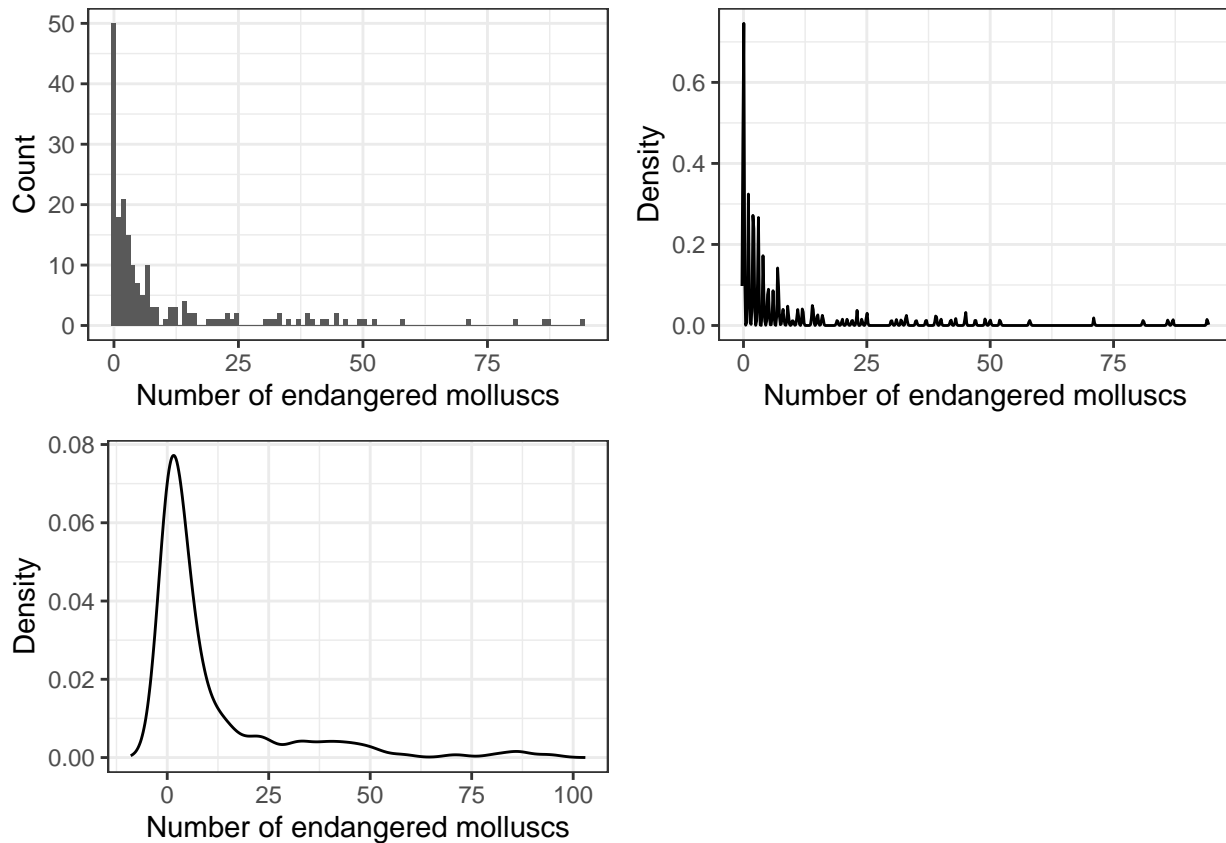 50
40
30
20
10
0
Count
0 25 50 75
Number of endangered molluscs
0.6
0.4
0.2
0.0
Density
0 25 50 75
Number of endangered molluscs
0.08
0.06
0.04
0.02
0.00
Density
0 25 50 75 100
Number of endangered molluscs